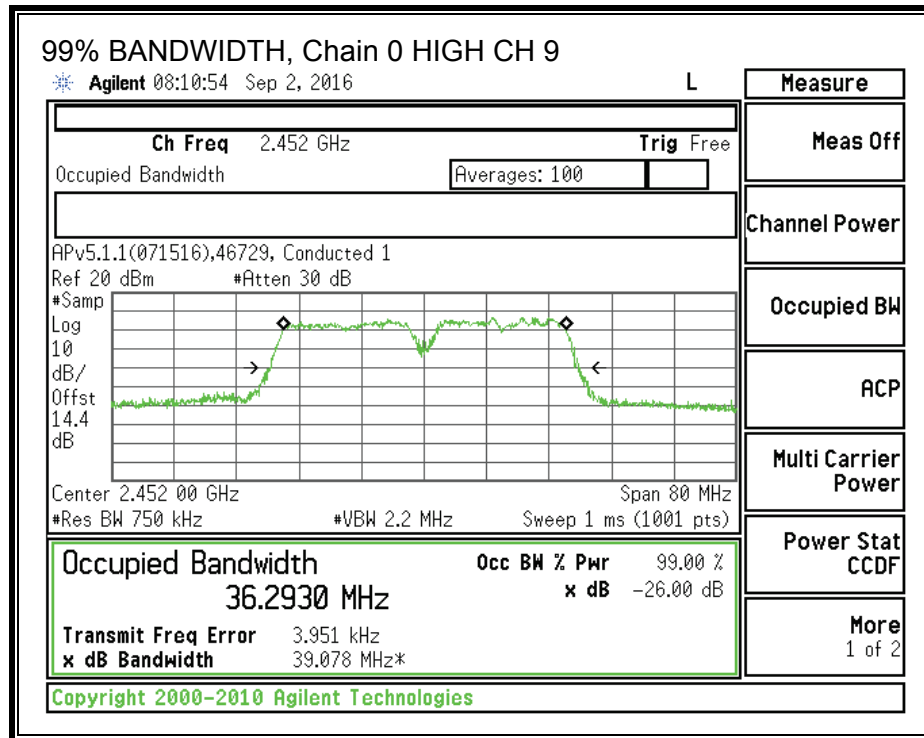 99% BANDWIDTH, Chain 0 HIGH CH 9
Agilent 08:10:54 Sep 2, 2016 L
Measure
Ch Freq 2.452 GHz Trig Free
Meas Off
Occupied Bandwidth Averages: 100
Channel Power
APv5.1.1(071516),46729, Conducted 1
Ref 20 dBm #Atten 30 dB
#Samp
Log
10
dB/
Offst
14.4
dB
Occupied BW
ACP
Multi Carrier
Power
Center 2.452 00 GHz Span 80 MHz
#Res BW 750 kHz #VBW 2.2 MHz Sweep 1 ms (1001 pts)
Power Stat
CCDF
Occupied Bandwidth Occ BW % Pwr 99.00 %
36.2930 MHz x dB -26.00 dB
Transmit Freq Error 3.951 kHz
x dB Bandwidth 39.078 MHz*
More
1 of 2
Copyright 2000-2010 Agilent Technologies